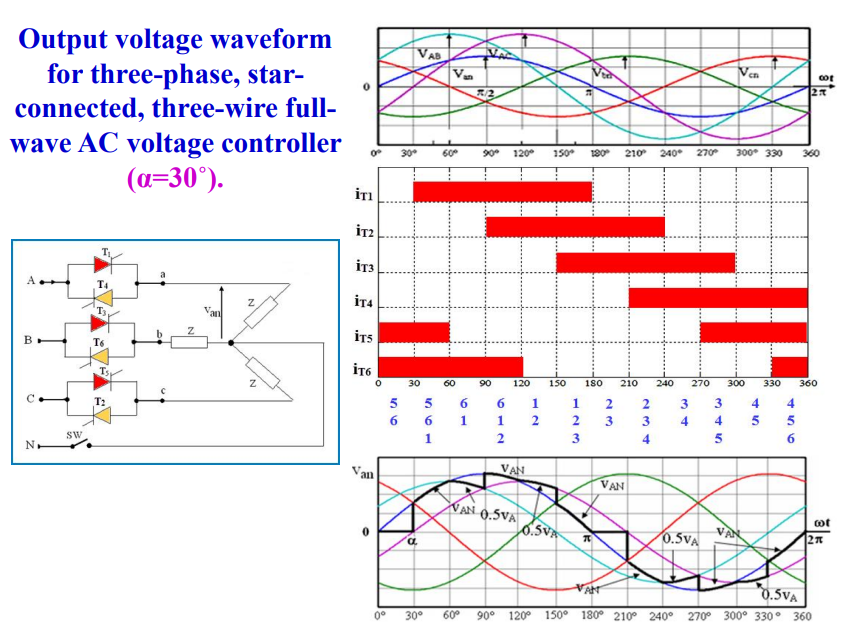 Output voltage waveform
for three-phase, star-
connected, three-wire full-
wave AC voltage controller
(α=30˚).
T1
A
a
T4
T3
Van
Z
B
T6
b
Z
T5
Z
C
T2
c
SW
N
VAB
VAC
Van
Vbn
Vcn
0
π/2
π
ωt
2π
0° 30° 60° 90° 120° 150° 180° 210° 240° 270° 300° 330 360
iT1
iT2
iT3
iT4
iT5
iT6
0 30 60 90 120 150 180 210 240 270 300 330 360
5 5 6 6 1 1 2 2 3 3 4 4
6 6 1 1 2 2 3 3 4 4 5 5
1 2 3 4 5 6
Van
VAN
VAN
VAN
0.5vA
0.5vA
0
α
π
0.5vA
VAN
ωt
2π
VAN
0.5vA
0° 30° 60° 90° 120° 150° 180° 210° 240° 270° 300° 330° 360